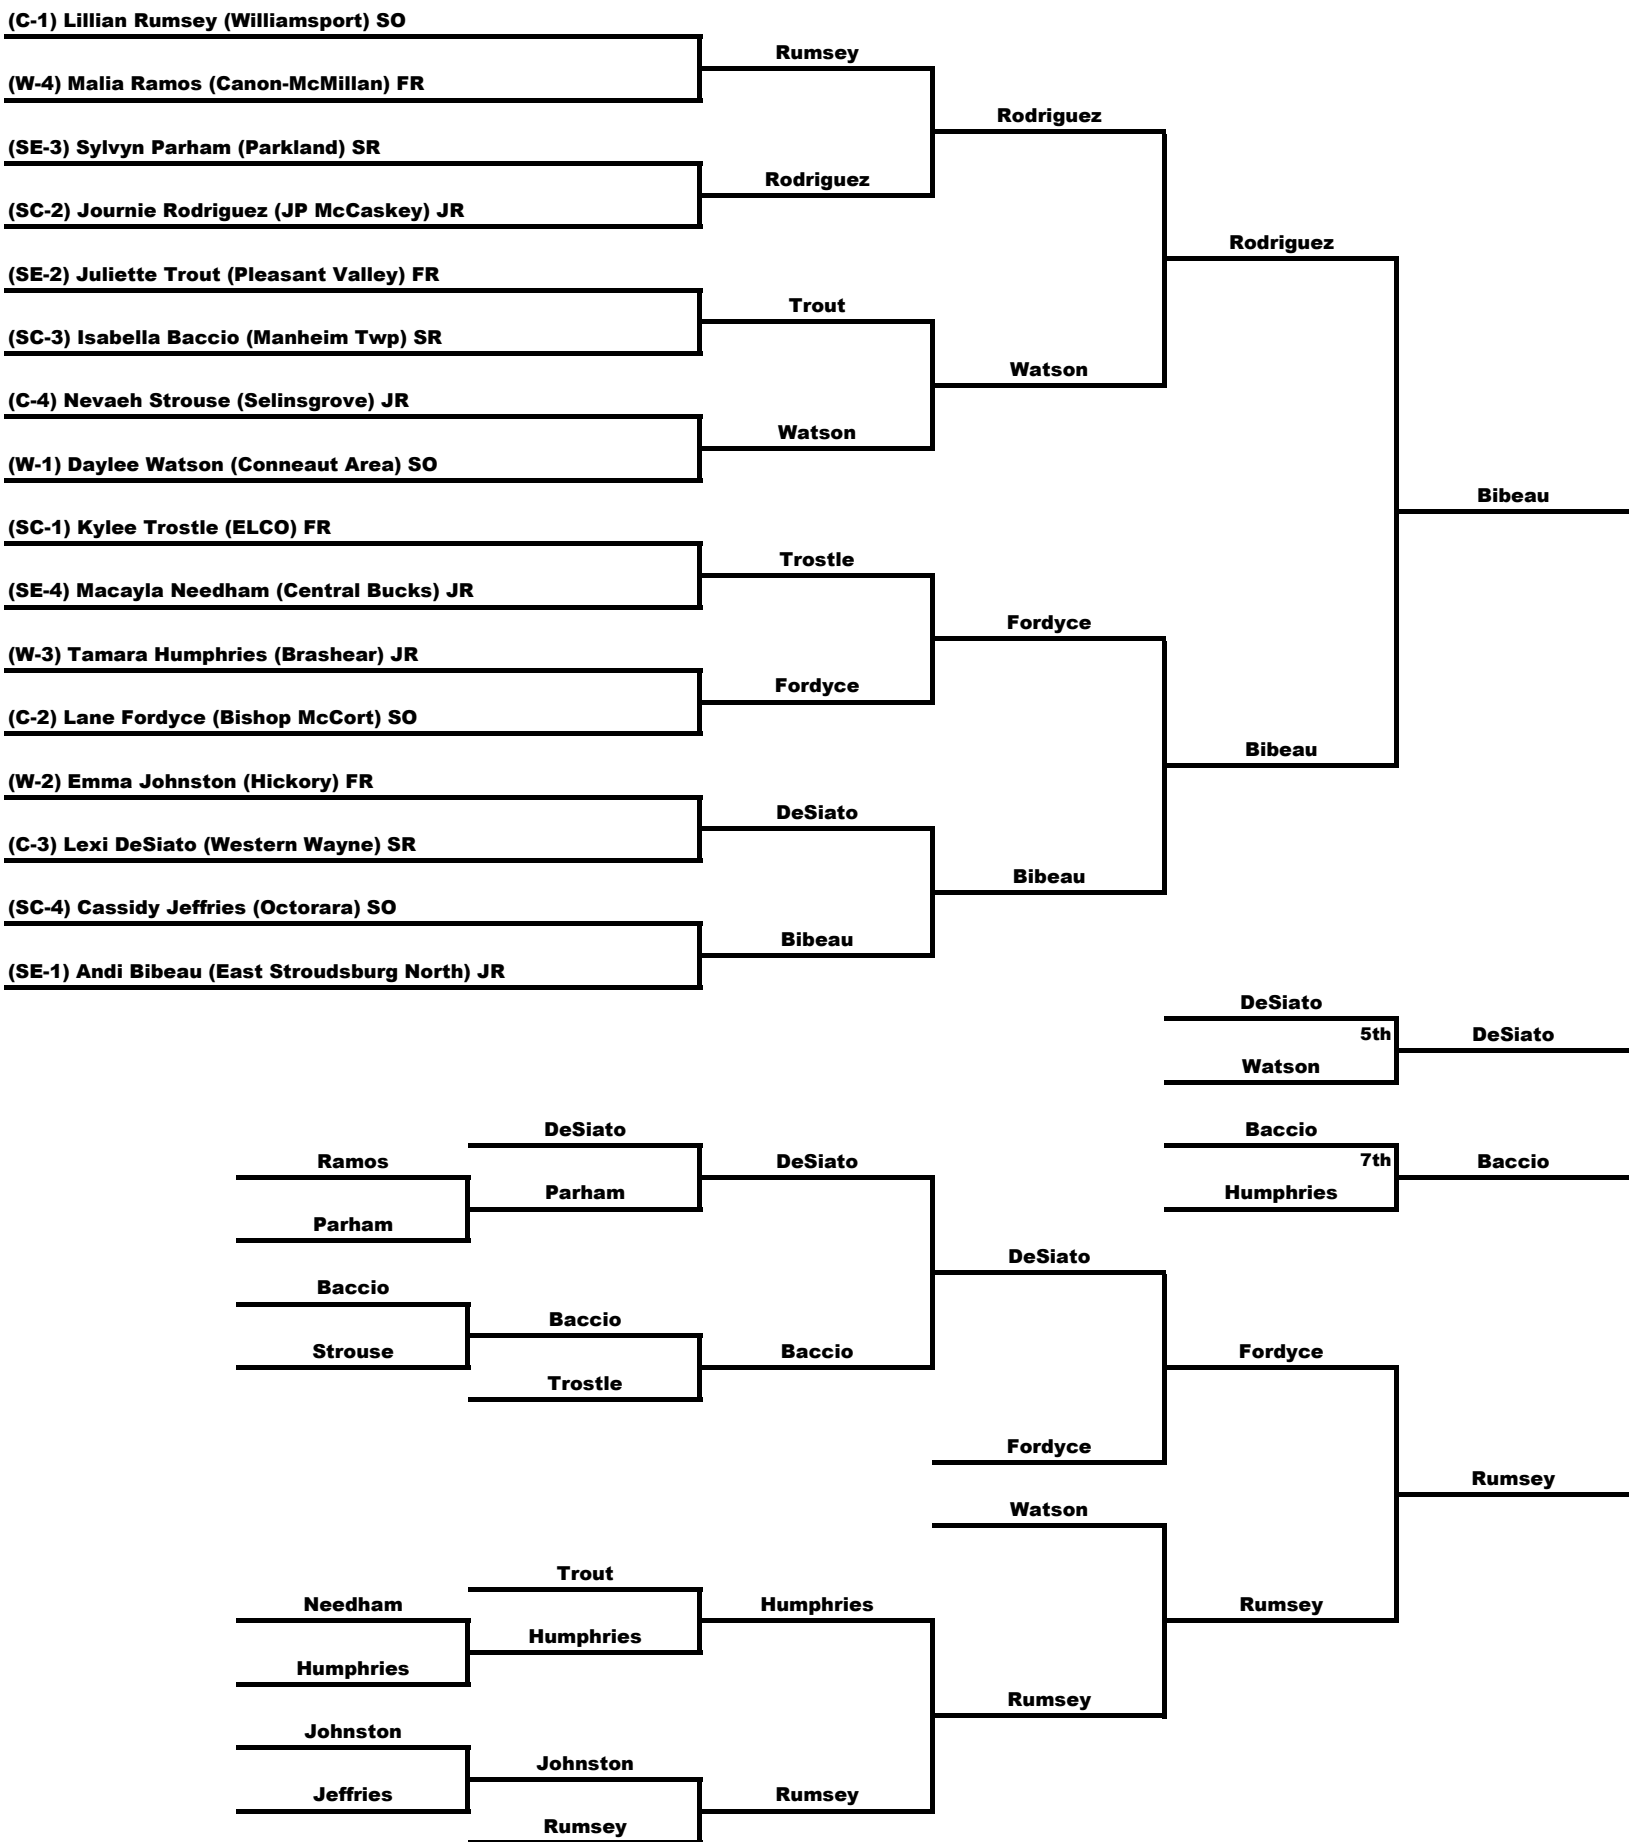 (C-1) Lillian Rumsey (Williamsport) SO
Rumsey
(W-4) Malia Ramos (Canon-McMillan) FR
Rodriguez
(SE-3) Sylvyn Parham (Parkland) SR
Rodriguez
(SC-2) Journie Rodriguez (JP McCaskey) JR
Rodriguez
(SE-2) Juliette Trout (Pleasant Valley) FR
Trout
(SC-3) Isabella Baccio (Manheim Twp) SR
Watson
(C-4) Nevaeh Strouse (Selinsgrove) JR
Watson
(W-1) Daylee Watson (Conneaut Area) SO
Bibeau
(SC-1) Kylee Trostle (ELCO) FR
Trostle
(SE-4) Macayla Needham (Central Bucks) JR
Fordyce
(W-3) Tamara Humphries (Brashear) JR
Fordyce
(C-2) Lane Fordyce (Bishop McCort) SO
Bibeau
(W-2) Emma Johnston (Hickory) FR
DeSiato
(C-3) Lexi DeSiato (Western Wayne) SR
Bibeau
(SC-4) Cassidy Jeffries (Octorara) SO
Bibeau
(SE-1) Andi Bibeau (East Stroudsburg North) JR
DeSiato
5th
DeSiato
Watson
DeSiato
Baccio
Ramos
DeSiato
7th
Baccio
Parham
Humphries
Parham
DeSiato
Baccio
Baccio
Strouse
Baccio
Fordyce
Trostle
Fordyce
Rumsey
Watson
Trout
Needham
Humphries
Rumsey
Humphries
Humphries
Rumsey
Johnston
Johnston
Jeffries
Rumsey
Rumsey